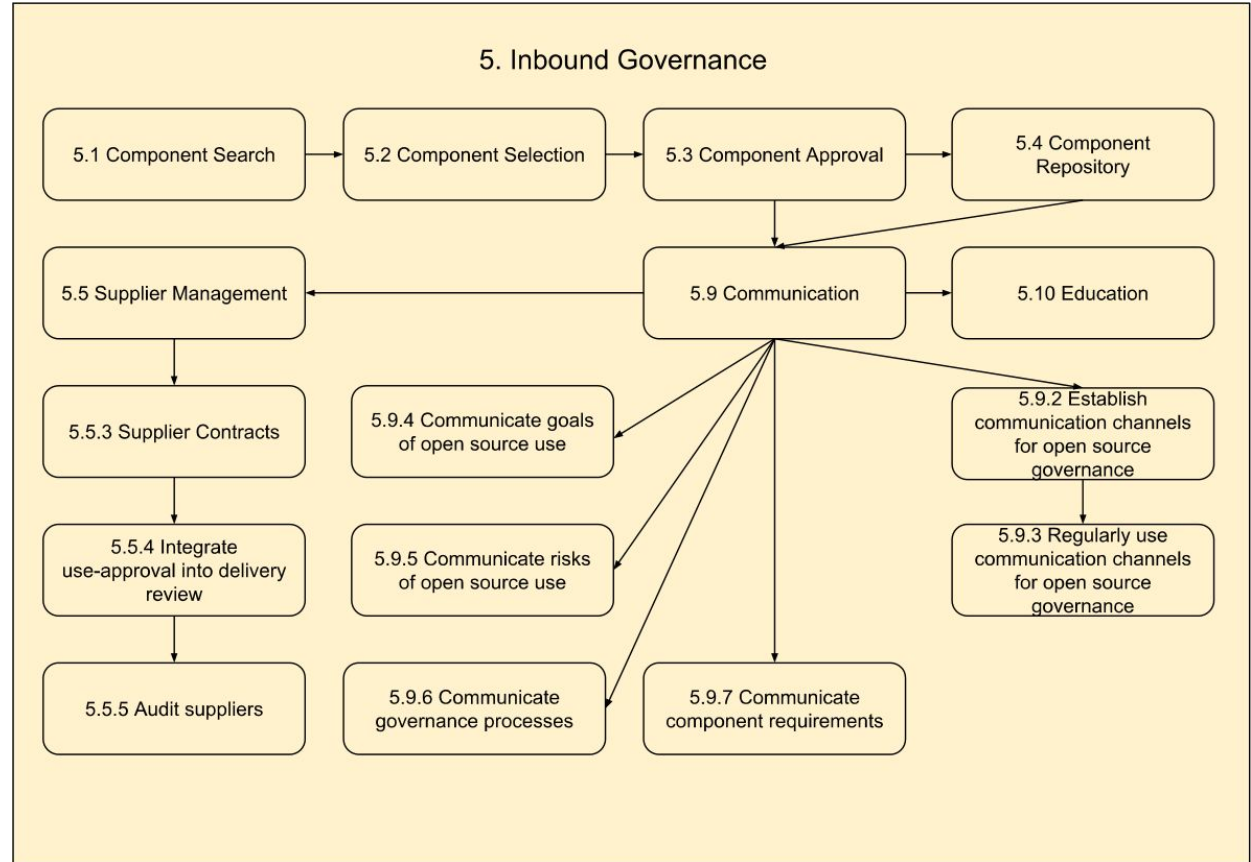 5. Inbound Governance
5.1 Component Search
5.2 Component Selection
5.3 Component Approval
5.4 Component
Repository
5.5 Supplier Management
5.9 Communication
5.10 Education
5.5.3 Supplier Contracts
5.9.4 Communicate goals
of open source use
5.9.2 Establish
communication channels
for open source
governance
5.5.4 Integrate
use-approval into delivery
review
5.9.5 Communicate risks
of open source use
5.9.3 Regularly use
communication channels
for open source
governance
5.5.5 Audit suppliers
5.9.6 Communicate
governance processes
5.9.7 Communicate
component requirements